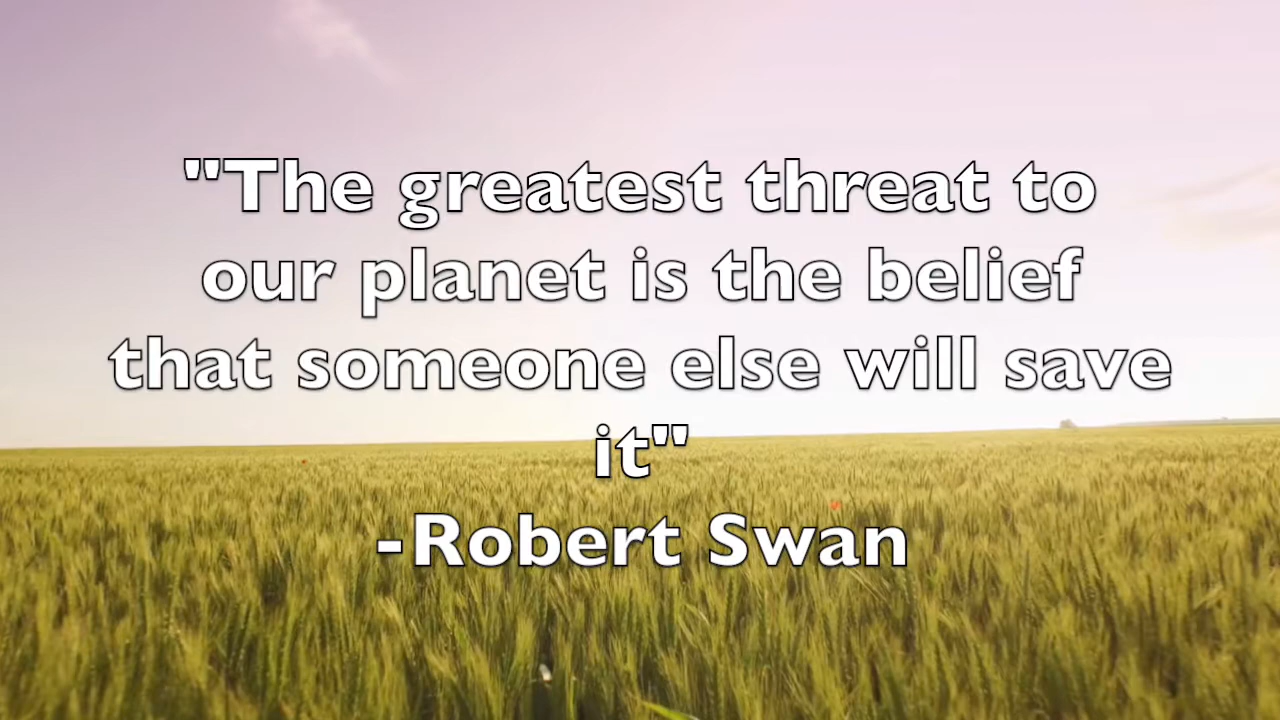 "The greatest threat to
our planet is the belief
that someone else will save
it"
-Robert Swan